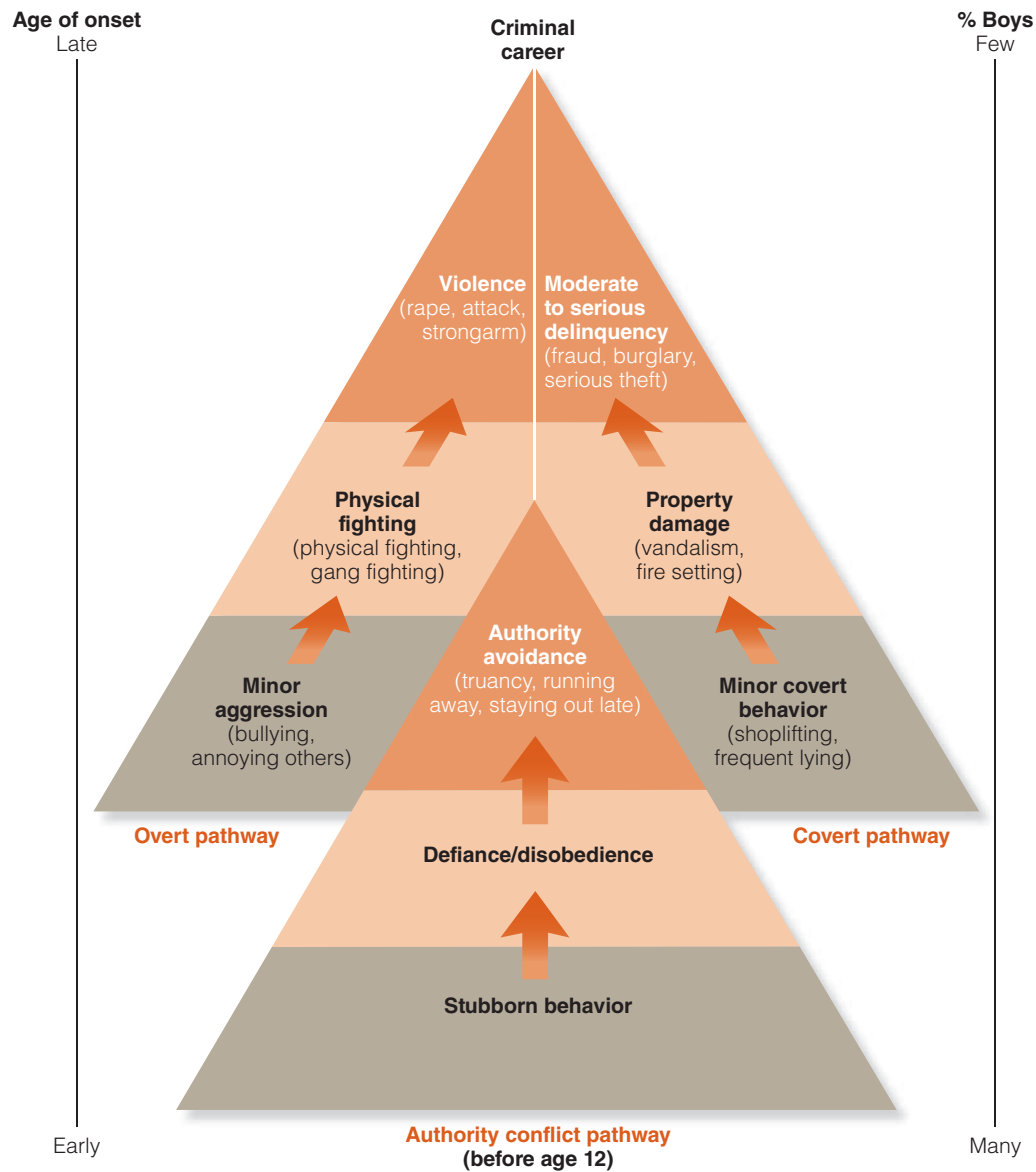 Age of onset
Late
Criminal
career
% Boys
Few
Violence
(rape, attack,
strongarm)
Moderate
to serious
delinquency
(fraud, burglary,
serious theft)
Physical
fighting
(physical fighting,
gang fighting)
Property
damage
(vandalism,
fire setting)
Authority
avoidance
(truancy, running
away, staying out late)
Minor
aggression
(bullying,
annoying others)
Minor covert
behavior
(shoplifting,
frequent lying)
Overt pathway
Covert pathway
Defiance/disobedience
Stubborn behavior
Early
Authority conflict pathway
(before age 12)
Many